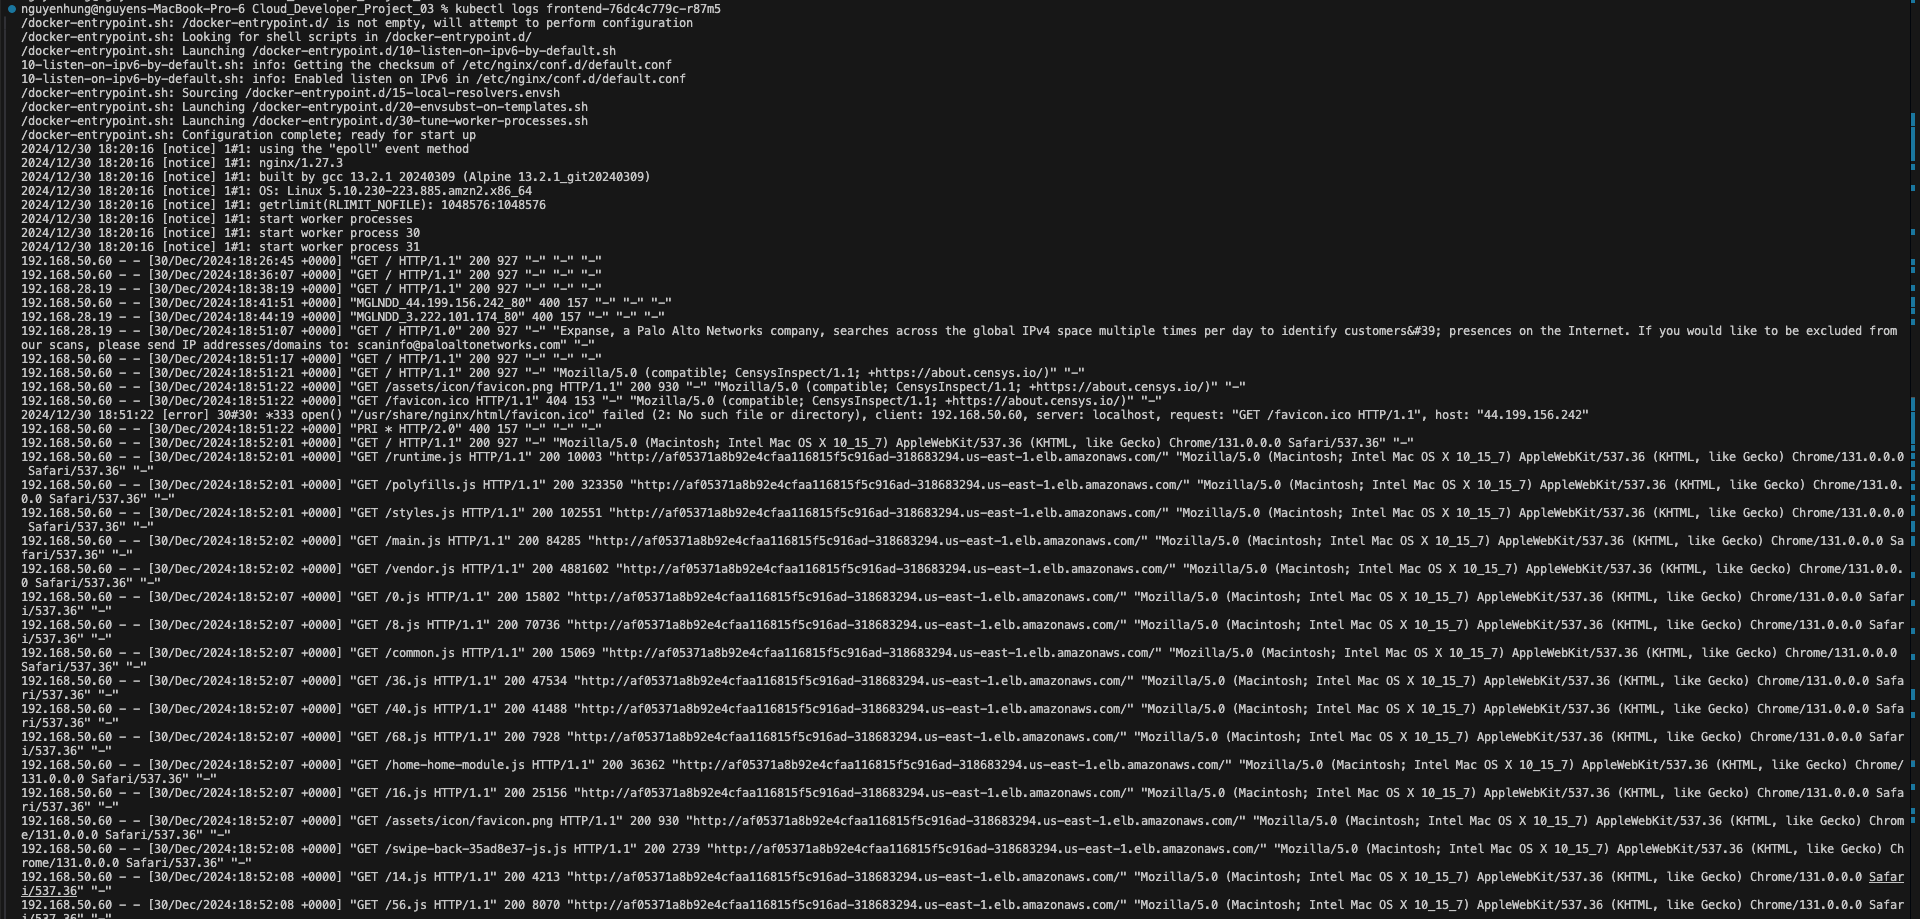 nguyenhung@nguyens-MacBook-Pro-6 Cloud_Developer_Project_03 % kubectl logs frontend-76dc4c779c-r87m5
/docker-entrypoint.sh: /docker-entrypoint.d/ is not empty, will attempt to perform configuration
/docker-entrypoint.sh: Looking for shell scripts in /docker-entrypoint.d/
/docker-entrypoint.sh: Launching /docker-entrypoint.d/10-listen-on-ipv6-by-default.sh
10-listen-on-ipv6-by-default.sh: info: Getting the checksum of /etc/nginx/conf.d/default.conf
10-listen-on-ipv6-by-default.sh: info: Enabled listen on IPv6 in /etc/nginx/conf.d/default.conf
/docker-entrypoint.sh: Sourcing /docker-entrypoint.d/15-local-resolvers.envsh
/docker-entrypoint.sh: Launching /docker-entrypoint.d/20-envsubst-on-templates.sh
/docker-entrypoint.sh: Launching /docker-entrypoint.d/30-tune-worker-processes.sh
/docker-entrypoint.sh: Configuration complete; ready for start up
2024/12/30 18:20:16 [notice] 1#1: using the "epoll" event method
2024/12/30 18:20:16 [notice] 1#1: nginx/1.27.3
2024/12/30 18:20:16 [notice] 1#1: built by gcc 13.2.1 20240309 (Alpine 13.2.1_git20240309)
2024/12/30 18:20:16 [notice] 1#1: OS: Linux 5.10.230-223.885.amzn2.x86_64
2024/12/30 18:20:16 [notice] 1#1: getrlimit(RLIMIT_NOFILE): 1048576:1048576
2024/12/30 18:20:16 [notice] 1#1: start worker processes
2024/12/30 18:20:16 [notice] 1#1: start worker process 30
2024/12/30 18:20:16 [notice] 1#1: start worker process 31
192.168.50.60 - - [30/Dec/2024:18:26:45 +0000] "GET / HTTP/1.1" 200 927 "-" "-" "-"
192.168.50.60 - - [30/Dec/2024:18:36:07 +0000] "GET / HTTP/1.1" 200 927 "-" "-" "-"
192.168.28.19 - - [30/Dec/2024:18:38:19 +0000] "GET / HTTP/1.1" 200 927 "-" "-" "-"
192.168.50.60 - - [30/Dec/2024:18:41:51 +0000] "MGLNDD_44.199.156.242_80" 400 157 "-" "-" "-"
192.168.28.19 - - [30/Dec/2024:18:44:19 +0000] "MGLNDD_3.222.101.174_80" 400 157 "-" "-" "-"
192.168.28.19 - - [30/Dec/2024:18:51:07 +0000] "GET / HTTP/1.0" 200 927 "-" "Expanse, a Palo Alto Networks company, searches across the global IPv4 space multiple times per day to identify customers&#39; presences on the Internet. If you would like to be excluded from
our scans, please send IP addresses/domains to: scaninfo@paloaltonetworks.com" "-"
192.168.50.60 - - [30/Dec/2024:18:51:17 +0000] "GET / HTTP/1.1" 200 927 "-" "-" "-"
192.168.50.60 - - [30/Dec/2024:18:51:21 +0000] "GET / HTTP/1.1" 200 927 "-" "Mozilla/5.0 (compatible; CensysInspect/1.1; +https://about.censys.io/)" "-"
192.168.50.60 - - [30/Dec/2024:18:51:22 +0000] "GET /assets/icon/favicon.png HTTP/1.1" 200 930 "-" "Mozilla/5.0 (compatible; CensysInspect/1.1; +https://about.censys.io/)" "-"
192.168.50.60 - - [30/Dec/2024:18:51:22 +0000] "GET /favicon.ico HTTP/1.1" 404 153 "-" "Mozilla/5.0 (compatible; CensysInspect/1.1; +https://about.censys.io/)" "-"
2024/12/30 18:51:22 [error] 30#30: *333 open() "/usr/share/nginx/html/favicon.ico" failed (2: No such file or directory), client: 192.168.50.60, server: localhost, request: "GET /favicon.ico HTTP/1.1", host: "44.199.156.242"
192.168.50.60 - - [30/Dec/2024:18:51:22 +0000] "PRI * HTTP/2.0" 400 157 "-" "-" "-"
192.168.50.60 - - [30/Dec/2024:18:52:01 +0000] "GET / HTTP/1.1" 200 927 "-" "Mozilla/5.0 (Macintosh; Intel Mac OS X 10_15_7) AppleWebKit/537.36 (KHTML, like Gecko) Chrome/131.0.0.0 Safari/537.36" "-"
192.168.50.60 - - [30/Dec/2024:18:52:01 +0000] "GET /runtime.js HTTP/1.1" 200 10003 "http://af05371a8b92e4cfaa116815f5c916ad-318683294.us-east-1.elb.amazonaws.com/" "Mozilla/5.0 (Macintosh; Intel Mac OS X 10_15_7) AppleWebKit/537.36 (KHTML, like Gecko) Chrome/131.0.0.0
Safari/537.36" "-"
192.168.50.60 - - [30/Dec/2024:18:52:01 +0000] "GET /polyfills.js HTTP/1.1" 200 323350 "http://af05371a8b92e4cfaa116815f5c916ad-318683294.us-east-1.elb.amazonaws.com/" "Mozilla/5.0 (Macintosh; Intel Mac OS X 10_15_7) AppleWebKit/537.36 (KHTML, like Gecko) Chrome/131.0.
0.0 Safari/537.36" "-"
192.168.50.60 - - [30/Dec/2024:18:52:01 +0000] "GET /styles.js HTTP/1.1" 200 102551 "http://af05371a8b92e4cfaa116815f5c916ad-318683294.us-east-1.elb.amazonaws.com/" "Mozilla/5.0 (Macintosh; Intel Mac OS X 10_15_7) AppleWebKit/537.36 (KHTML, like Gecko) Chrome/131.0.0.0
Safari/537.36" "-"
192.168.50.60 - - [30/Dec/2024:18:52:02 +0000] "GET /main.js HTTP/1.1" 200 84285 "http://af05371a8b92e4cfaa116815f5c916ad-318683294.us-east-1.elb.amazonaws.com/" "Mozilla/5.0 (Macintosh; Intel Mac OS X 10_15_7) AppleWebKit/537.36 (KHTML, like Gecko) Chrome/131.0.0.0 Sa
fari/537.36" "-"
192.168.50.60 - - [30/Dec/2024:18:52:02 +0000] "GET /vendor.js HTTP/1.1" 200 4881602 "http://af05371a8b92e4cfaa116815f5c916ad-318683294.us-east-1.elb.amazonaws.com/" "Mozilla/5.0 (Macintosh; Intel Mac OS X 10_15_7) AppleWebKit/537.36 (KHTML, like Gecko) Chrome/131.0.0.
0 Safari/537.36" "-"
192.168.50.60 - - [30/Dec/2024:18:52:07 +0000] "GET /0.js HTTP/1.1" 200 15802 "http://af05371a8b92e4cfaa116815f5c916ad-318683294.us-east-1.elb.amazonaws.com/" "Mozilla/5.0 (Macintosh; Intel Mac OS X 10_15_7) AppleWebKit/537.36 (KHTML, like Gecko) Chrome/131.0.0.0 Safar
i/537.36" "-"
192.168.50.60 - - [30/Dec/2024:18:52:07 +0000] "GET /8.js HTTP/1.1" 200 70736 "http://af05371a8b92e4cfaa116815f5c916ad-318683294.us-east-1.elb.amazonaws.com/" "Mozilla/5.0 (Macintosh; Intel Mac OS X 10_15_7) AppleWebKit/537.36 (KHTML, like Gecko) Chrome/131.0.0.0 Safar
i/537.36" "-"
192.168.50.60 - - [30/Dec/2024:18:52:07 +0000] "GET /common.js HTTP/1.1" 200 15069 "http://af05371a8b92e4cfaa116815f5c916ad-318683294.us-east-1.elb.amazonaws.com/" "Mozilla/5.0 (Macintosh; Intel Mac OS X 10_15_7) AppleWebKit/537.36 (KHTML, like Gecko) Chrome/131.0.0.0
Safari/537.36" "-"
192.168.50.60 - - [30/Dec/2024:18:52:07 +0000] "GET /36.js HTTP/1.1" 200 47534 "http://af05371a8b92e4cfaa116815f5c916ad-318683294.us-east-1.elb.amazonaws.com/" "Mozilla/5.0 (Macintosh; Intel Mac OS X 10_15_7) AppleWebKit/537.36 (KHTML, like Gecko) Chrome/131.0.0.0 Safa
ri/537.36" "-"
192.168.50.60 - - [30/Dec/2024:18:52:07 +0000] "GET /40.js HTTP/1.1" 200 41488 "http://af05371a8b92e4cfaa116815f5c916ad-318683294.us-east-1.elb.amazonaws.com/" "Mozilla/5.0 (Macintosh; Intel Mac OS X 10_15_7) AppleWebKit/537.36 (KHTML, like Gecko) Chrome/131.0.0.0 Safa
ri/537.36" "-"
192.168.50.60 - - [30/Dec/2024:18:52:07 +0000] "GET /68.js HTTP/1.1" 200 7928 "http://af05371a8b92e4cfaa116815f5c916ad-318683294.us-east-1.elb.amazonaws.com/" "Mozilla/5.0 (Macintosh; Intel Mac OS X 10_15_7) AppleWebKit/537.36 (KHTML, like Gecko) Chrome/131.0.0.0 Safar
i/537.36" "-"
192.168.50.60 - - [30/Dec/2024:18:52:07 +0000] "GET /home-home-module.js HTTP/1.1" 200 36362 "http://af05371a8b92e4cfaa116815f5c916ad-318683294.us-east-1.elb.amazonaws.com/" "Mozilla/5.0 (Macintosh; Intel Mac OS X 10_15_7) AppleWebKit/537.36 (KHTML, like Gecko) Chrome/
131.0.0.0 Safari/537.36" "-"
192.168.50.60 - - [30/Dec/2024:18:52:07 +0000] "GET /16.js HTTP/1.1" 200 25156 "http://af05371a8b92e4cfaa116815f5c916ad-318683294.us-east-1.elb.amazonaws.com/" "Mozilla/5.0 (Macintosh; Intel Mac OS X 10_15_7) AppleWebKit/537.36 (KHTML, like Gecko) Chrome/131.0.0.0 Safa
ri/537.36" "-"
192.168.50.60 - - [30/Dec/2024:18:52:07 +0000] "GET /assets/icon/favicon.png HTTP/1.1" 200 930 "http://af05371a8b92e4cfaa116815f5c916ad-318683294.us-east-1.elb.amazonaws.com/" "Mozilla/5.0 (Macintosh; Intel Mac OS X 10_15_7) AppleWebKit/537.36 (KHTML, like Gecko) Chrom
e/131.0.0.0 Safari/537.36" "-"
192.168.50.60 - - [30/Dec/2024:18:52:08 +0000] "GET /swipe-back-35ad8e37-js.js HTTP/1.1" 200 2739 "http://af05371a8b92e4cfaa116815f5c916ad-318683294.us-east-1.elb.amazonaws.com/" "Mozilla/5.0 (Macintosh; Intel Mac OS X 10_15_7) AppleWebKit/537.36 (KHTML, like Gecko) Ch
rome/131.0.0.0 Safari/537.36" "-"
192.168.50.60 - - [30/Dec/2024:18:52:08 +0000] "GET /14.js HTTP/1.1" 200 4213 "http://af05371a8b92e4cfaa116815f5c916ad-318683294.us-east-1.elb.amazonaws.com/" "Mozilla/5.0 (Macintosh; Intel Mac OS X 10_15_7) AppleWebKit/537.36 (KHTML, like Gecko) Chrome/131.0.0.0 Safar
i/537.36" "-"
192.168.50.60 - - [30/Dec/2024:18:52:08 +0000] "GET /56.js HTTP/1.1" 200 8070 "http://af05371a8b92e4cfaa116815f5c916ad-318683294.us-east-1.elb.amazonaws.com/" "Mozilla/5.0 (Macintosh; Intel Mac OS X 10_15_7) AppleWebKit/537.36 (KHTML, like Gecko) Chrome/131.0.0.0 Safar
i/537.36" "-"